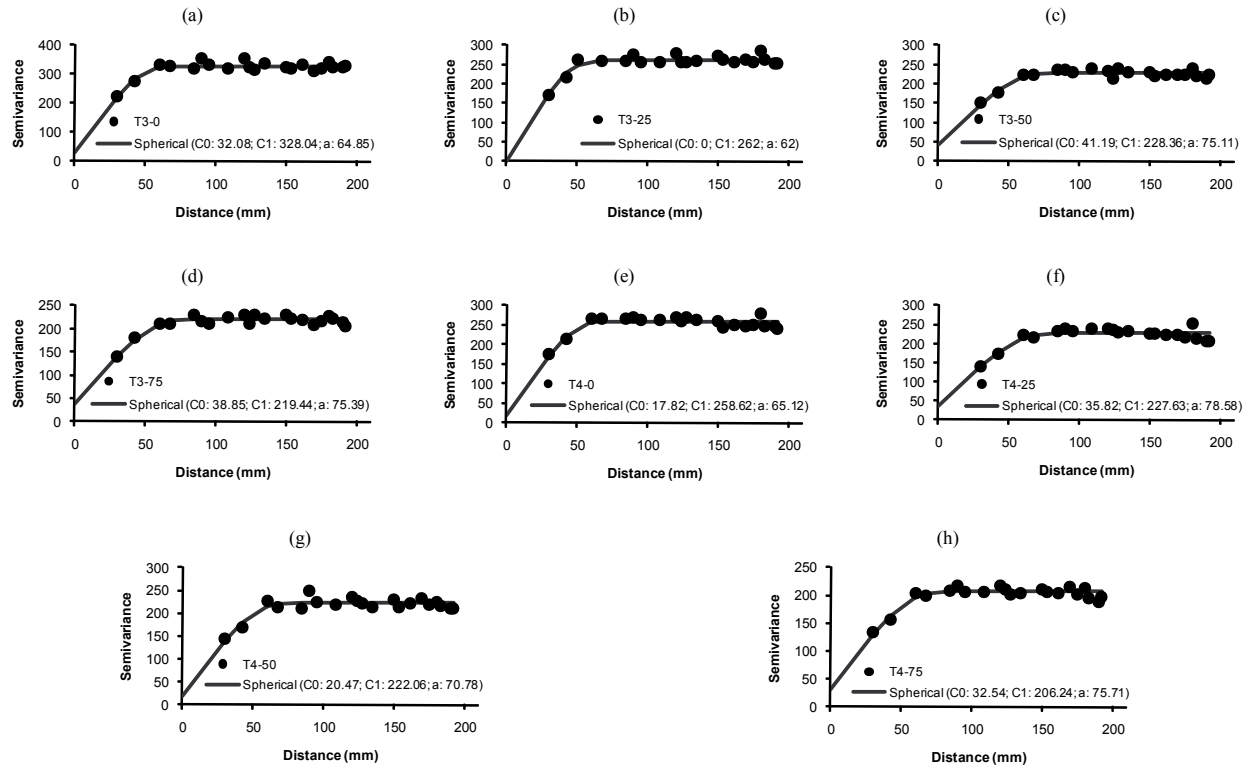 (a)
400
300
200
100
0
Semivariance
T3-0
Spherical (C0: 32.08; C1: 328.04; a: 64.85)
0 50 100 150 200
Distance (mm)
(b)
300
250
200
150
100
50
0
Semivariance
T3-25
Spherical (C0: 0; C1: 262; a: 62)
0 50 100 150 200
Distance (mm)
(c)
300
250
200
150
100
50
0
Semivariance
T3-50
Spherical (C0: 41.19; C1: 228.36; a: 75.11)
0 50 100 150 200
Distance (mm)
(d)
250
200
150
100
50
0
Semivariance
T3-75
Spherical (C0: 38.85; C1: 219.44; a: 75.39)
0 50 100 150 200
Distance (mm)
(e)
300
250
200
150
100
50
0
Semivariance
T4-0
Spherical (C0: 17.82; C1: 258.62; a: 65.12)
0 50 100 150 200
Distance (mm)
(f)
300
250
200
150
100
50
0
Semivariance
T4-25
Spherical (C0: 35.82; C1: 227.63; a: 78.58)
0 50 100 150 200
Distance (mm)
(g)
300
250
200
150
100
50
0
Semivariance
T4-50
Spherical (C0: 20.47; C1: 222.06; a: 70.78)
0 50 100 150 200
Distance (mm)
(h)
250
200
150
100
50
0
Semivariance
T4-75
Spherical (C0: 32.54; C1: 206.24; a: 75.71)
0 50 100 150 200
Distance (mm)